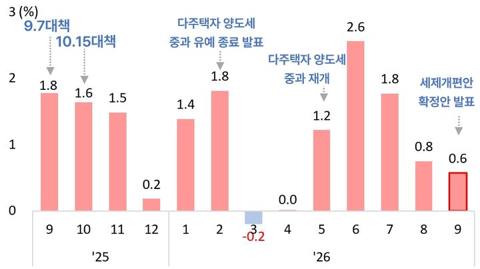 3 (%)
9.7대책
10.15대책
다주택자 양도세
중과 유예 종료 발표
다주택자 양도세
중과 재개
세제개편안
확정안 발표
2
1
0
1.8
1.6
1.5
0.2
1.4
1.8
-0.2
0.0
1.2
2.6
1.8
0.8
0.6
9 10 11 12 1 2 3 4 5 6 7 8 9
'25 '26